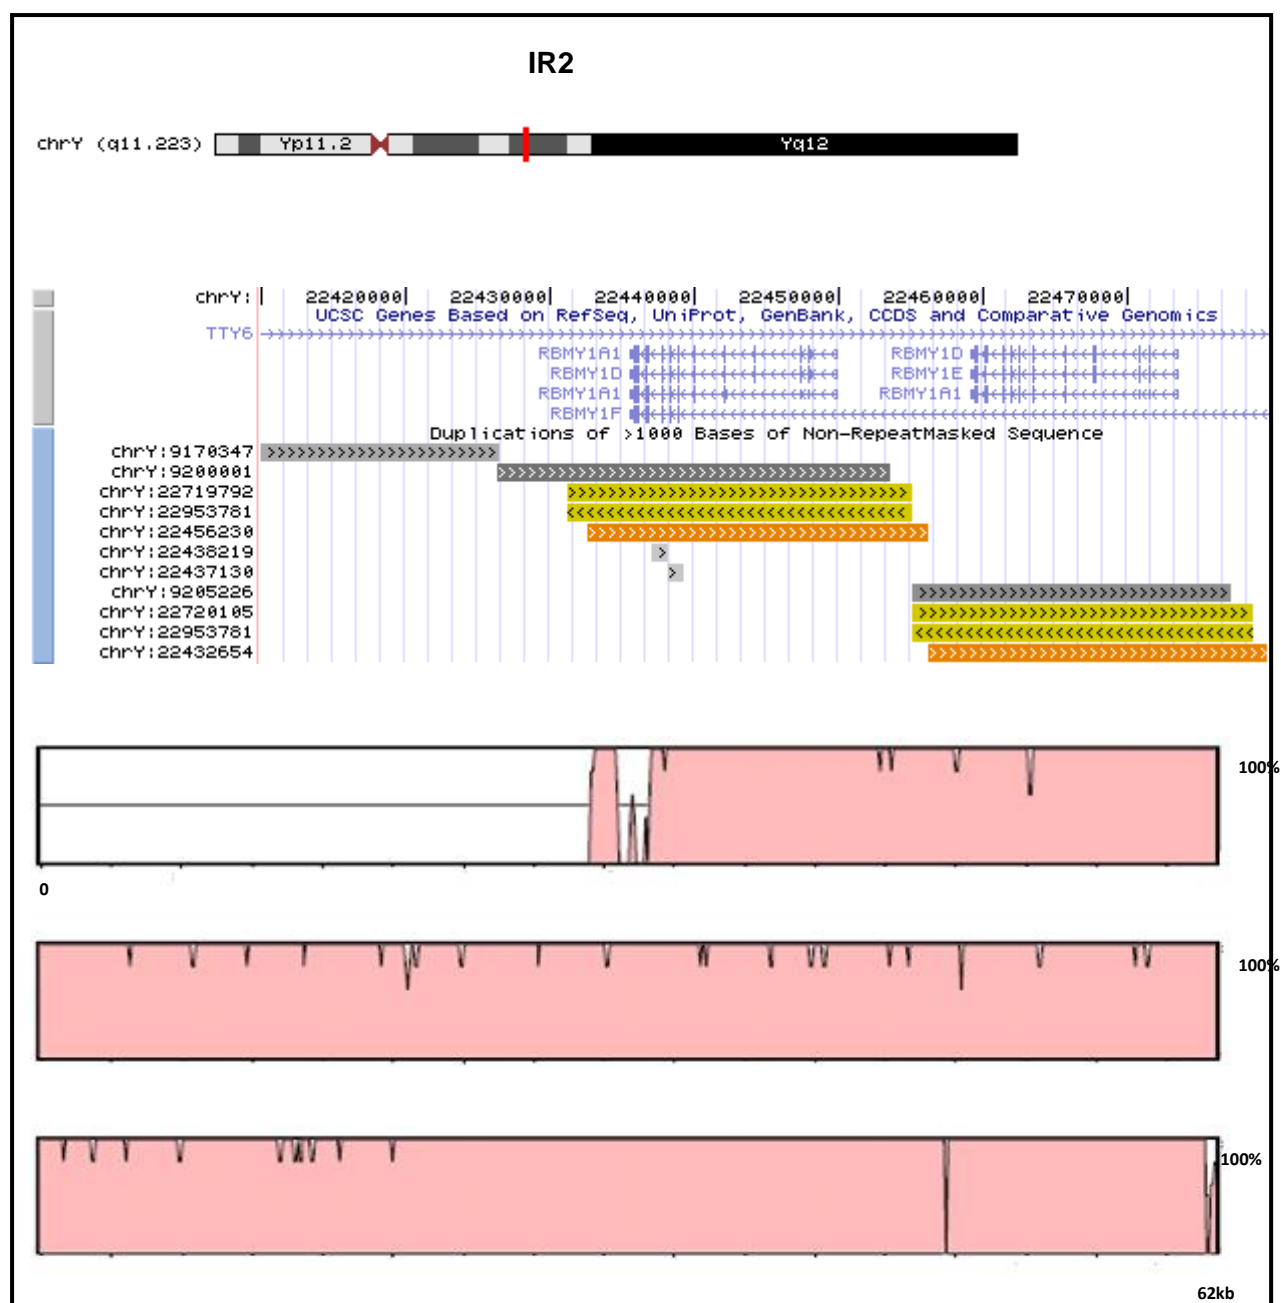 IR2
chrY (q11.223) Yp11.2 Yq12
chrY: 22420000 22430000 22440000 22450000 22460000 22470000
UCSC Genes Based on RefSeq, UniProt, GenBank, CCDS and Comparative Genomics
TTY6
RBMY1A1 RBMY1D
RBMY1D RBMY1E
RBMY1A1 RBMY1A1
RBMY1F
Duplications of >1000 Bases of Non-RepeatMasked Sequence
chrY:9170347
chrY:9200001
chrY:22719792
chrY:22953781
chrY:22456230
chrY:22438219
chrY:22437130
chrY:9205226
chrY:22720105
chrY:22953781
chrY:22432654
100%
0
100%
100%
62kb